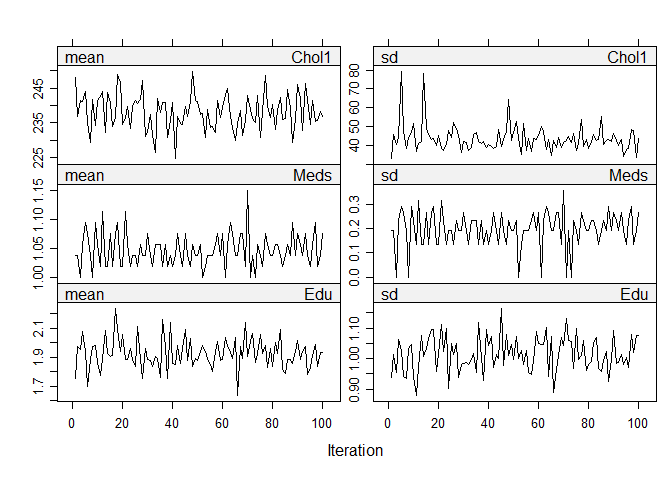 mean Chol1 sd Chol1
225 235 245
40 50 60 70 80
mean Meds sd Meds
1.00 1.05 1.10 1.15
0.0 0.1 0.2 0.3
mean Edu sd Edu
1.7 1.9 2.1
0.90 1.00 1.10
0 20 40 60 80 100 0 20 40 60 80 100
Iteration